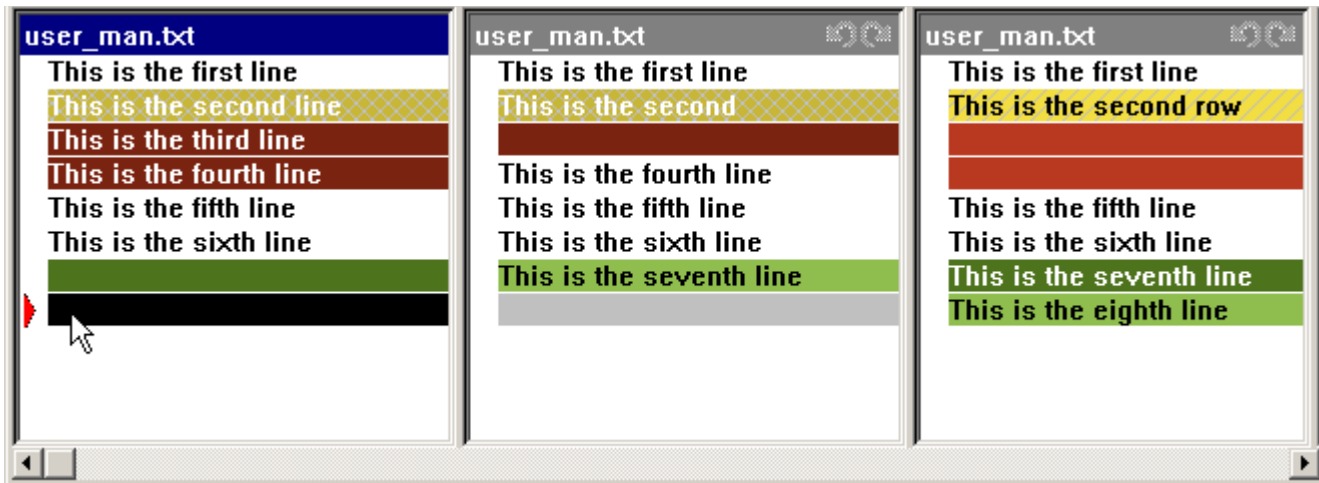 user_man.txt
This is the first line
This is the second line
This is the third line
This is the fourth line
This is the fifth line
This is the sixth line
user_man.txt
This is the first line
This is the second
This is the fourth line
This is the fifth line
This is the sixth line
This is the seventh line
user_man.txt
This is the first line
This is the second row
This is the fifth line
This is the sixth line
This is the seventh line
This is the eighth line